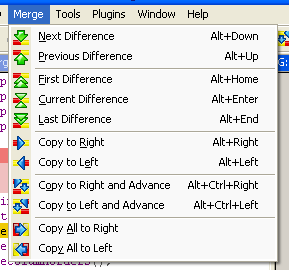 Merge Tools Plugins Window Help
Next Difference Alt+Down
Previous Difference Alt+Up
First Difference Alt+Home
Current Difference Alt+Enter
Last Difference Alt+End
Copy to Right Alt+Right
Copy to Left Alt+Left
Copy to Right and Advance Alt+Ctrl+Right
Copy to Left and Advance Alt+Ctrl+Left
Copy All to Right
Copy All to Left